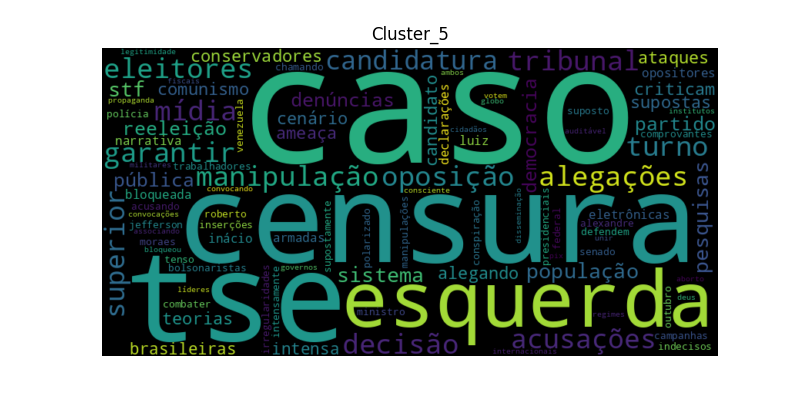 Cluster_5
legitimidade
conservadores
chamando
candidatura
ambos
tribunal
fiscais
eleitores
caso
ataques
stf
comunismo
opositores
denúncias
votem
criticam
propaganda
mídia
globo
suposto
supostas
institutos
polícia
cenário
candidato
declarações
reeleição
venezuela
ameaça
luiz
cidadãos
democracia
auditável
partido
comprovantes
narrativa
garantir
turno
militares
trabalhadores
pública
manipulação
oposição
alegações
convocando
consciente
pesquisas
bloqueada
superior
acusando
censura
convocações
roberto
eletrônicas
jefferson
inserções
alexandre
associando
supostamente
polarizado
manipulações
conspiração
disseminação
presidenciais
federal
defendem
moraes
inácio
armadas
unir
bloqueou
senado
tenso
bolsonaristas
governos
sistema
alegando
população
tse
esquerda
líderes
deus
combater
irregularidades
intensamente
outubro
teorias
ministro
regimes
brasileiras
intensa
decisão
acusações
campanhas
internacionais
indecisos